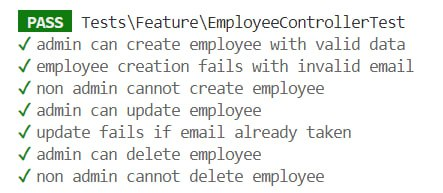 PASS Tests\Feature\EmployeeControllerTest
✓ admin can create employee with valid data
✓ employee creation fails with invalid email
✓ non admin cannot create employee
✓ admin can update employee
✓ update fails if email already taken
✓ admin can delete employee
✓ non admin cannot delete employee